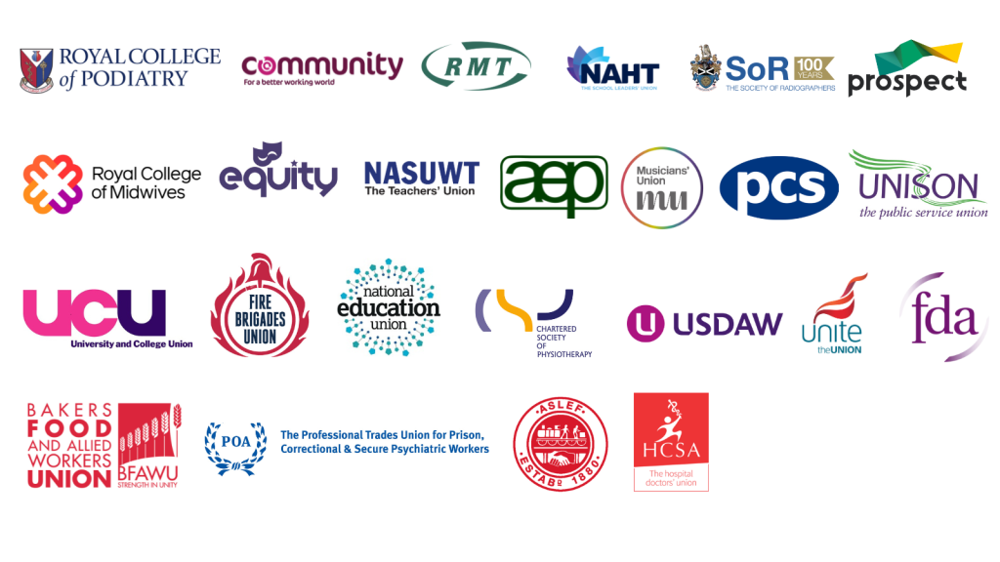 ROYAL COLLEGE
of PODIATRY
community
For a better working world
RMT
NAHT
THE SCHOOL LEADERS' UNION
SoR 100
YEARS
THE SOCIETY OF RADIOGRAPHERS
prospect
Royal College
of Midwives
equity
NASUWT
The Teachers' Union
aep
Musicians'
Union
mu
pcs
UNISON
the public service union
UCU
University and College Union
FIRE
BRIGADES
UNION
national
education
union
CHARTERED
SOCIETY
OF
PHYSIOTHERAPY
u USDAW
unite
theUNION
fda
BAKERS
FOOD
AND ALLIED
WORKERS
UNION
BFAWU
STRENGTH IN UNITY
POA
The Professional Trades Union for Prison,
Correctional & Secure Psychiatric Workers
ASLEF
ESTABD 1880
HCSA
The hospital
doctors' union